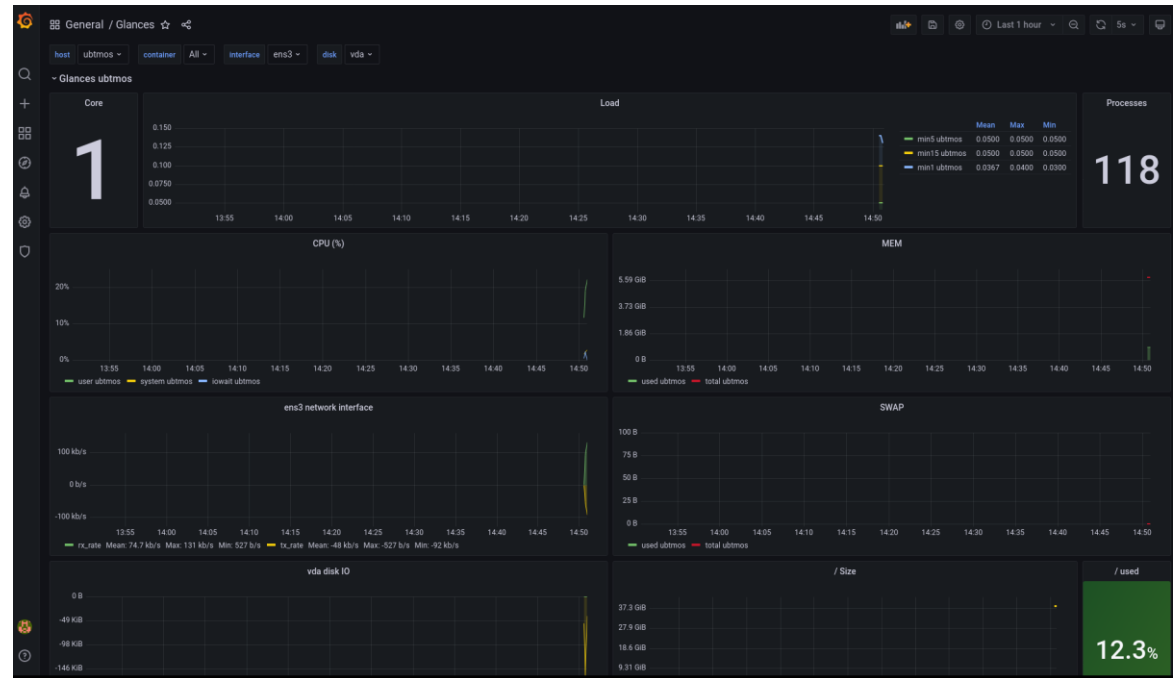 General / Glances
Last 1 hour
5s
host ubtmos container All interface ens3 disk vda
Glances ubtmos
Core
1
Load
0.150
0.125
0.100
0.0750
0.0500
13:55 14:00 14:05 14:10 14:15 14:20 14:25 14:30 14:35 14:40 14:45 14:50
Mean Max Min
min5 ubtmos 0.0500 0.0500 0.0500
min15 ubtmos 0.0500 0.0500 0.0500
min1 ubtmos 0.0367 0.0400 0.0300
Processes
118
CPU (%)
20%
10%
0%
13:55 14:00 14:05 14:10 14:15 14:20 14:25 14:30 14:35 14:40 14:45 14:50
user ubtmos system ubtmos iowait ubtmos
MEM
5.59 GiB
3.73 GiB
1.86 GiB
0 B
13:55 14:00 14:05 14:10 14:15 14:20 14:25 14:30 14:35 14:40 14:45 14:50
used ubtmos total ubtmos
ens3 network interface
100 kb/s
0 b/s
-100 kb/s
13:55 14:00 14:05 14:10 14:15 14:20 14:25 14:30 14:35 14:40 14:45 14:50
rx_rate Mean: 74.7 kb/s Max: 131 kb/s Min: 527 b/s tx_rate Mean: -48 kb/s Max: -527 b/s Min: -92 kb/s
SWAP
100 B
75 B
50 B
25 B
0 B
13:55 14:00 14:05 14:10 14:15 14:20 14:25 14:30 14:35 14:40 14:45 14:50
used ubtmos total ubtmos
vda disk IO
0 B
-49 KiB
-98 KiB
-146 KiB
/ Size
37.3 GiB
27.9 GiB
18.6 GiB
9.31 GiB
/ used
12.3%